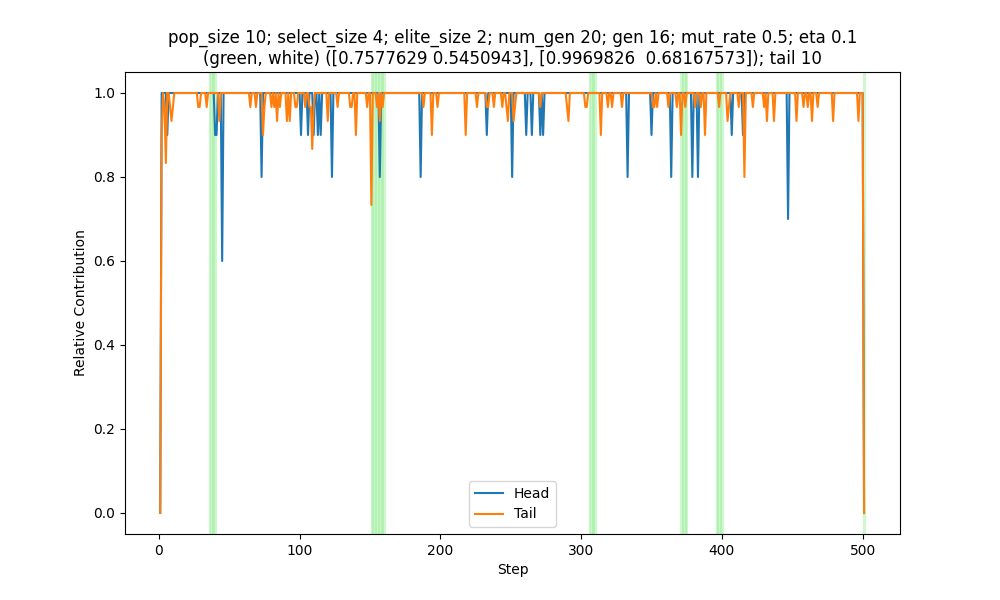 pop_size 10; select_size 4; elite_size 2; num_gen 20; gen 16; mut_rate 0.5; eta 0.1
(green, white) ([0.7577629 0.5450943], [0.9969826  0.68167573]); tail 10
1.0
0.8
0.6
0.4
0.2
0.0
Relative Contribution
Head
Tail
0
100
200
300
400
500
Step